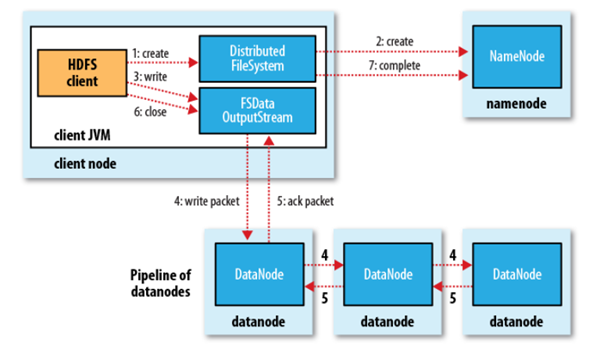 HDFS
client
1: create
3: write
6: close
Distributed
FileSystem
FSData
OutputStream
client JVM
client node
2: create
7: complete
NameNode
namenode
4: write packet
5: ack packet
Pipeline of
datanodes
DataNode
datanode
4
5
DataNode
datanode
4
5
DataNode
datanode